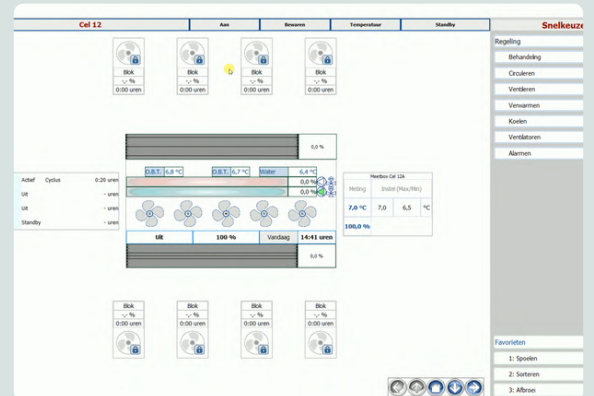 Cel 12 Aan Bewaren Temperatuur Standby Snelkeuze
Regeling
Behandeling
Circuleren
Ventileren
Verwarmen
Koelen
Ventilatoren
Alarmen
Blok Blok Blok Blok
-,- % -,- % -,- % -,- %
0:00 uren 0:00 uren 0:00 uren 0:00 uren
0,0 %
O.B.T. 6,8 °C O.B.T. 6,7 °C Water 6,4 °C
0,0 %
0,0 %
Actief Cyclus 0:20 uren
Uit - uren
Uit - uren
Standby - uren
Meetbox Cel 12A
Meting Instel (Max/Min)
7,0 °C 7,0 6,5 °C
100,0 %
Uit 100 % Vandaag 14:41 uren
0,0 %
Blok Blok Blok Blok
-,- % -,- % -,- % -,- %
0:00 uren 0:00 uren 0:00 uren 0:00 uren
Favorieten
1: Spoelen
2: Sorteren
3: Afbroei